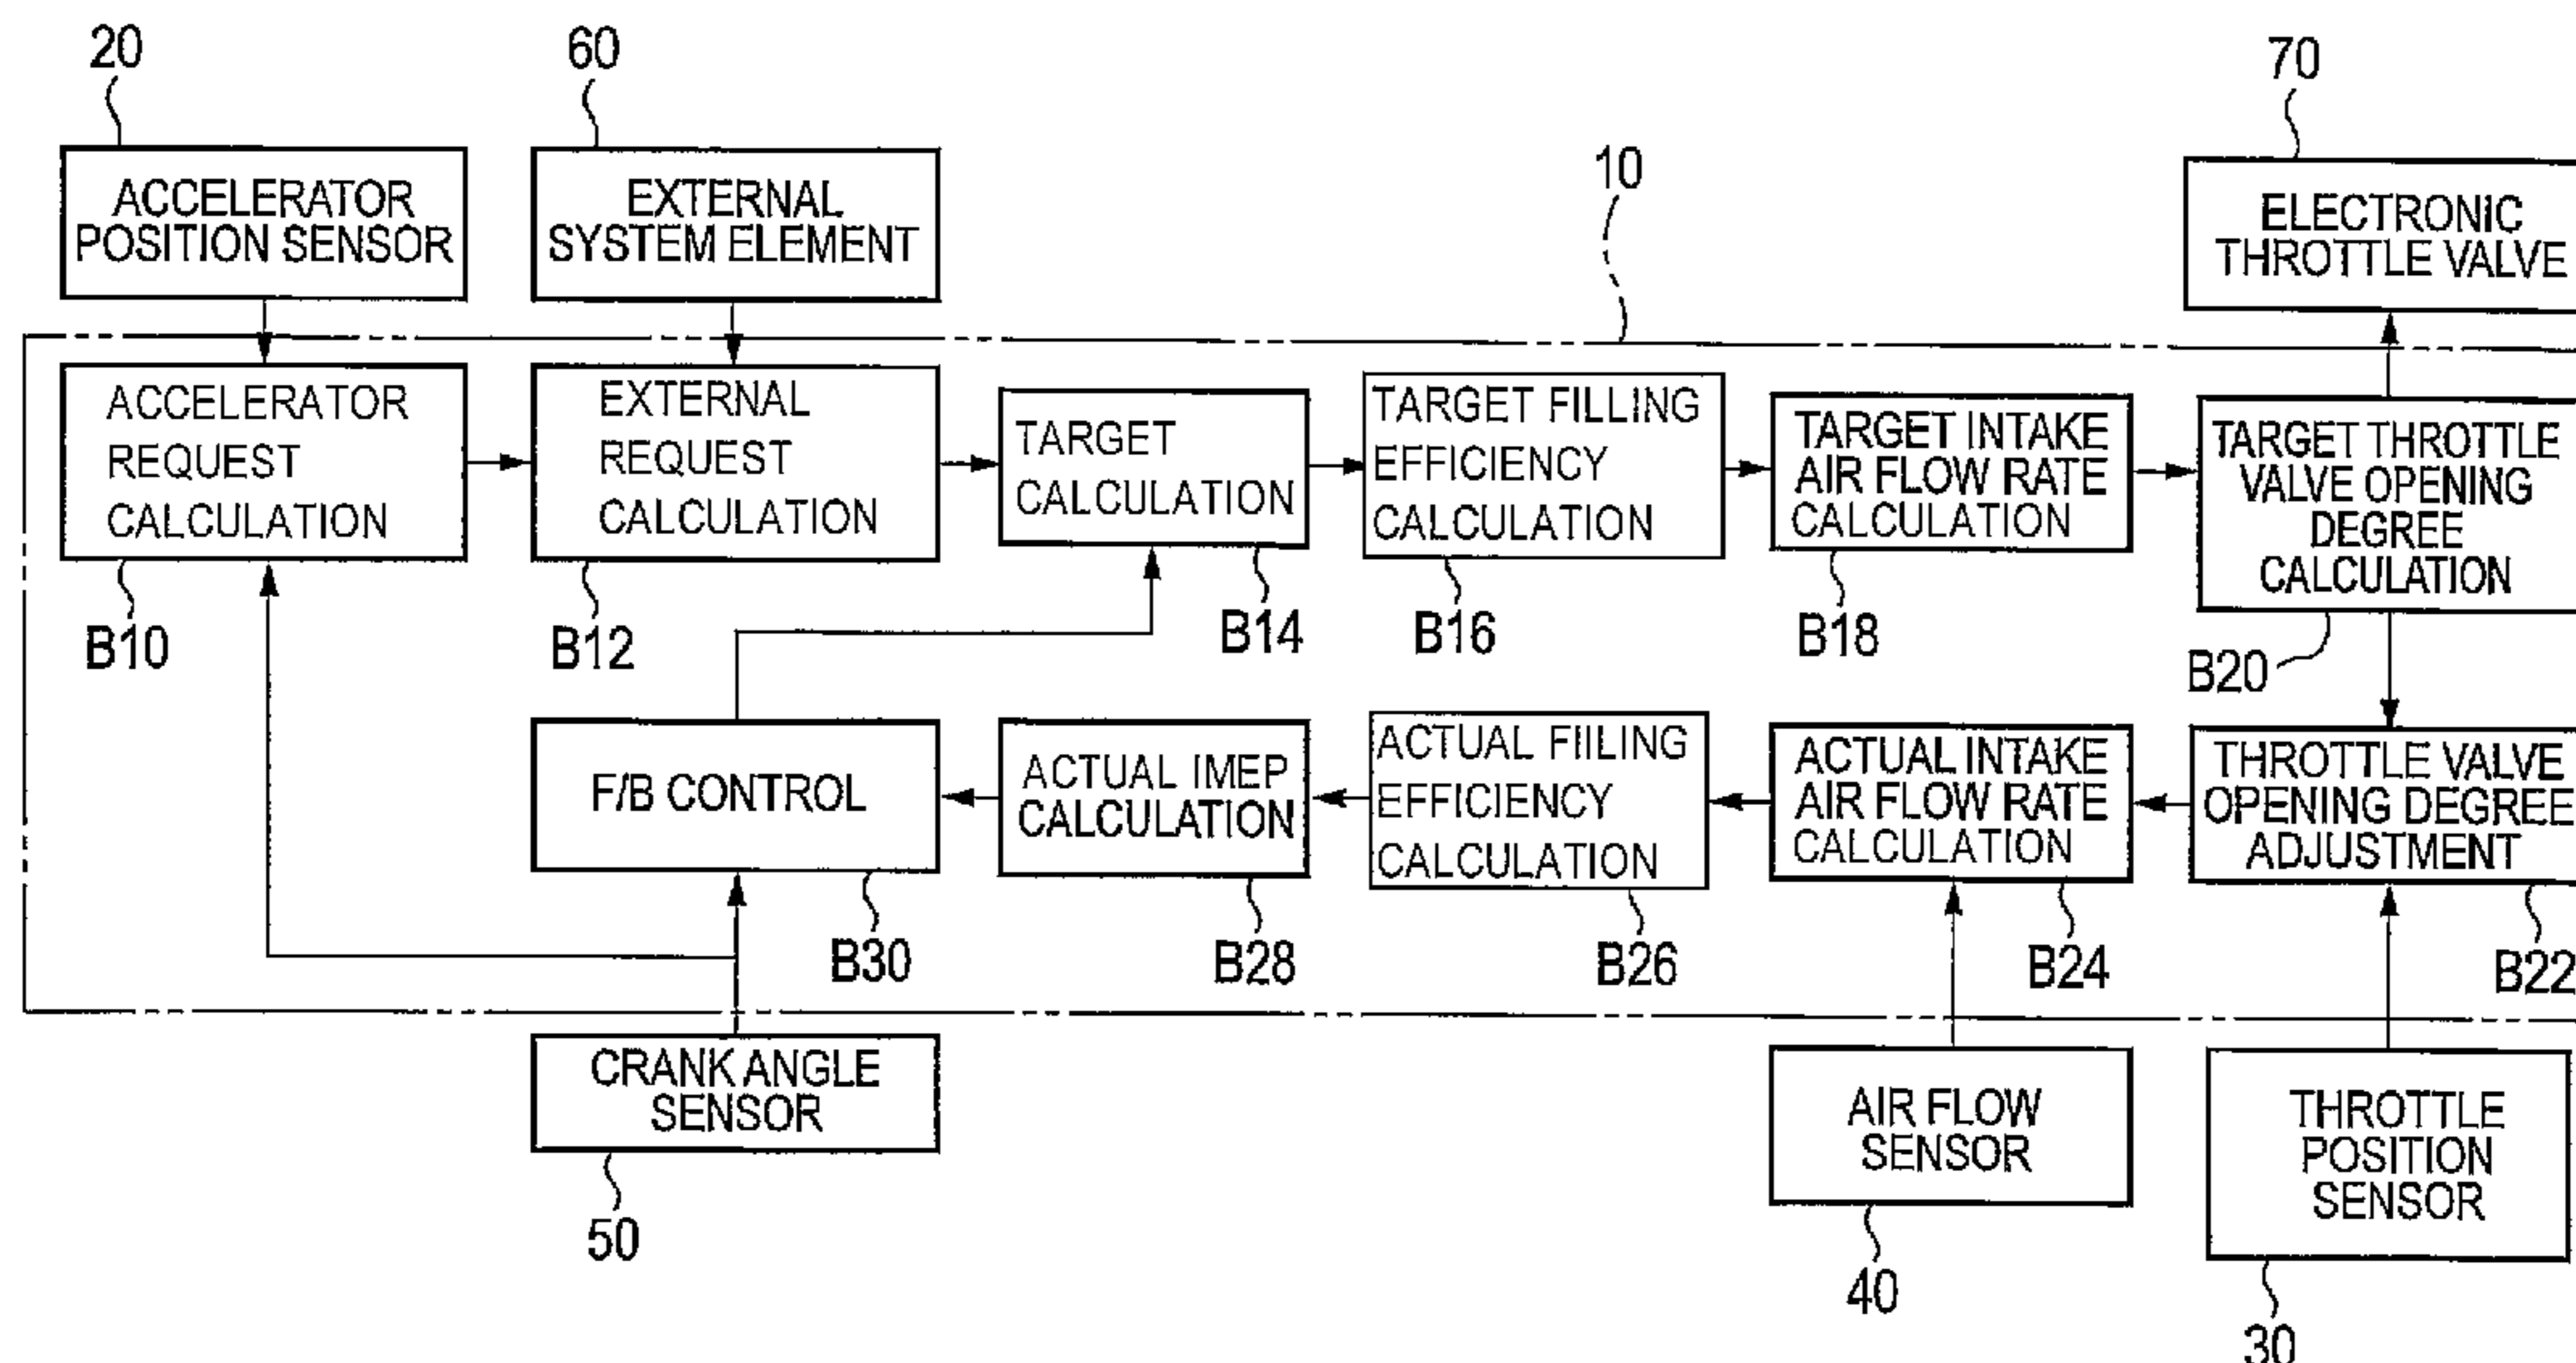 20
60
70
10
ACCELERATOR
POSITION SENSOR
EXTERNAL
SYSTEM ELEMENT
ELECTRONIC
THROTTLE VALVE
ACCELERATOR
REQUEST
CALCULATION
EXTERNAL
REQUEST
CALCULATION
TARGET
CALCULATION
TARGET FILLING
EFFICIENCY
CALCULATION
TARGET INTAKE
AIR FLOW RATE
CALCULATION
TARGET THROTTLE
VALVE OPENING
DEGREE
CALCULATION
B10
B12
B14
B16
B18
B20
F/B CONTROL
ACTUAL IMEP
CALCULATION
ACTUAL FIILING
EFFICIENCY
CALCULATION
ACTUAL INTAKE
AIR FLOW RATE
CALCULATION
THROTTLE VALVE
OPENING DEGREE
ADJUSTMENT
B30
B28
B26
B24
B22
CRANK ANGLE
SENSOR
AIR FLOW
SENSOR
THROTTLE
POSITION
SENSOR
50
40
30